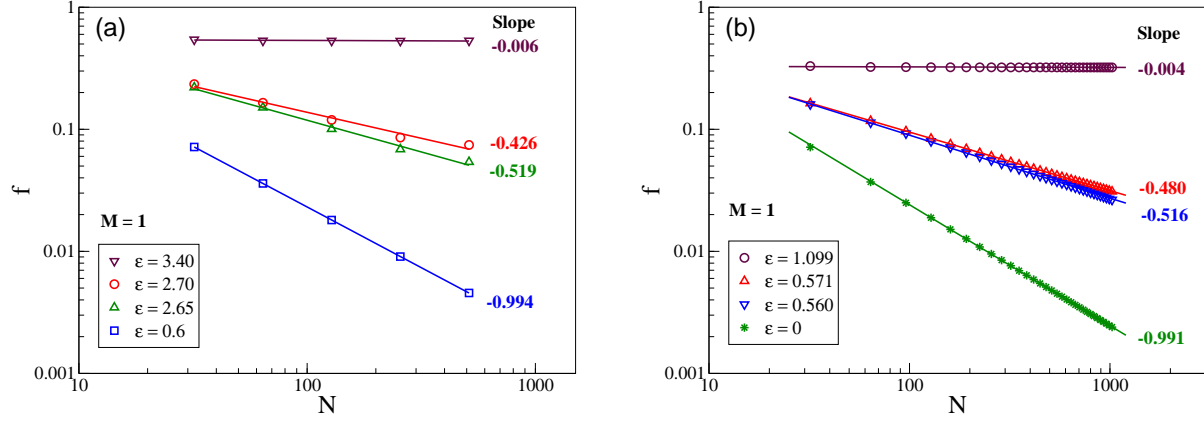 (a)
Slope
-0.006
-0.426
-0.519
-0.994
M = 1
ε = 3.40
ε = 2.70
ε = 2.65
ε = 0.6
1
0.1
0.01
0.001
f
10
100
1000
N
(b)
Slope
-0.004
-0.480
-0.516
-0.991
M = 1
ε = 1.099
ε = 0.571
ε = 0.560
ε = 0
1
0.1
0.01
0.001
f
10
100
1000
N